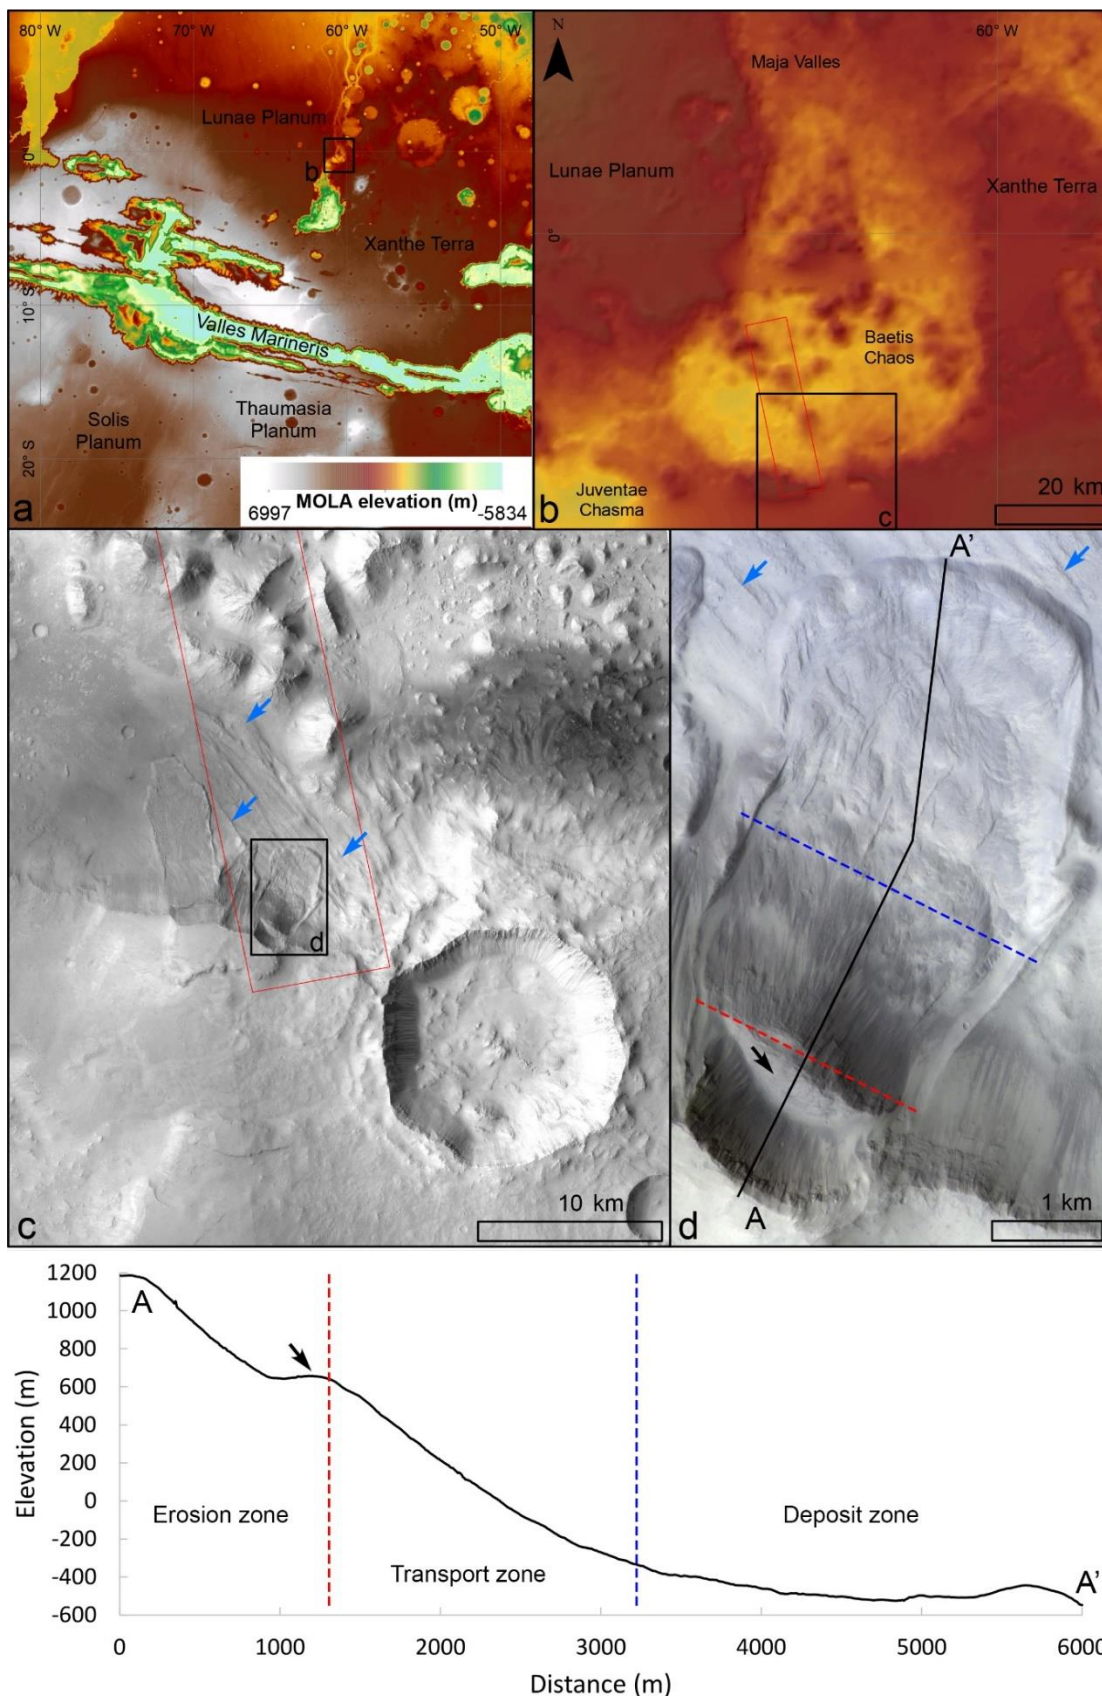 80° W
70° W
60° W
50° W
Lunae Planum
0°
b
Xanthe Terra
10° S
Valles Marineris
Solis
Planum
Thaumasia
Planum
20° S
MOLA elevation (m)
6997
-5834
a
N
60° W
Maja Valles
Lunae Planum
Xanthe Terra
0°
Baetis
Chaos
Juventae
Chasma
c
20 km
b
d
10 km
c
A'
A
1 km
d
1200
1000
800
600
400
200
0
-200
-400
-600
Elevation (m)
A
Erosion zone
Transport zone
Deposit zone
A'
0
1000
2000
3000
4000
5000
6000
Distance (m)